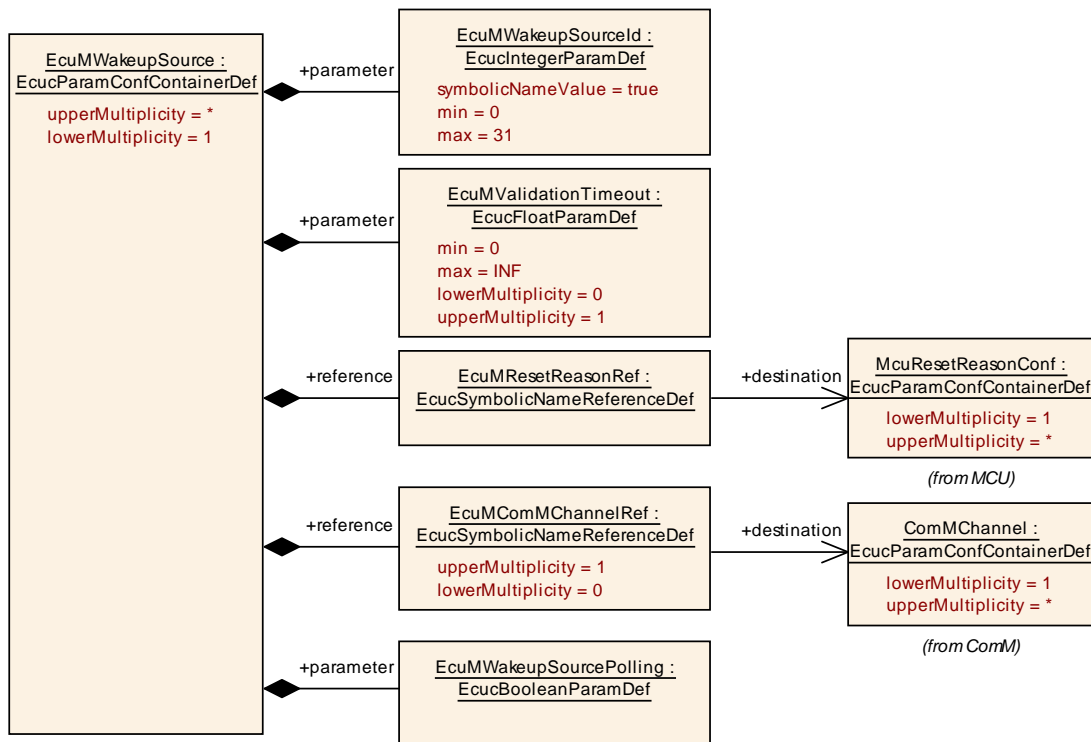 EcuMWakeupSource :
EcucParamConfContainerDef
upperMultiplicity = *
lowerMultiplicity = 1
+parameter
EcuMWakeupSourceId :
EcucIntegerParamDef
symbolicNameValue = true
min = 0
max = 31
+parameter
EcuMValidationTimeout :
EcucFloatParamDef
min = 0
max = INF
lowerMultiplicity = 0
upperMultiplicity = 1
+reference
EcuMResetReasonRef :
EcucSymbolicNameReferenceDef
+destination
McuResetReasonConf :
EcucParamConfContainerDef
lowerMultiplicity = 1
upperMultiplicity = *
(from MCU)
+reference
EcuMComMChannelRef :
EcucSymbolicNameReferenceDef
upperMultiplicity = 1
lowerMultiplicity = 0
+destination
ComMChannel :
EcucParamConfContainerDef
lowerMultiplicity = 1
upperMultiplicity = *
(from ComM)
+parameter
EcuMWakeupSourcePolling :
EcucBooleanParamDef